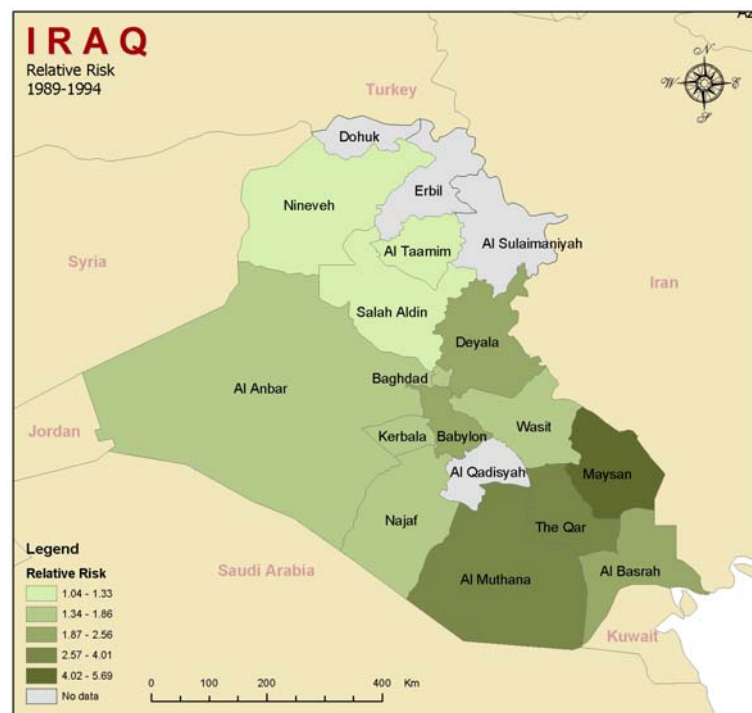 IRAQ
Relative Risk
1989-1994
N
W
E
S
Turkey
Dohuk
Erbil
Nineveh
Al Taamim
Al Sulaimaniyah
Syria
Iran
Salah Aldin
Deyala
Baghdad
Al Anbar
Jordan
Kerbala
Babylon
Wasit
Al Qadisyah
Maysan
Najaf
The Qar
Saudi Arabia
Al Muthana
Al Basrah
Kuwait
Legend
Relative Risk
1.04 - 1.33
1.34 - 1.86
1.87 - 2.56
2.57 - 4.01
4.02 - 5.69
No data
0 100 200 400 Km